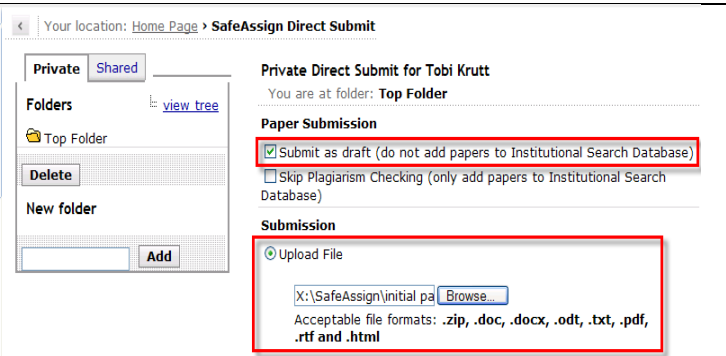 Your location: Home Page › SafeAssign Direct Submit
Private Shared
Folders view tree
Top Folder
Delete
New folder
Add
Private Direct Submit for Tobi Krutt
You are at folder: Top Folder
Paper Submission
Submit as draft (do not add papers to Institutional Search Database)
Skip Plagiarism Checking (only add papers to Institutional Search
Database)
Submission
Upload File
X:\SafeAssign\initial pa Browse...
Acceptable file formats: .zip, .doc, .docx, .odt, .txt, .pdf,
.rtf and .html